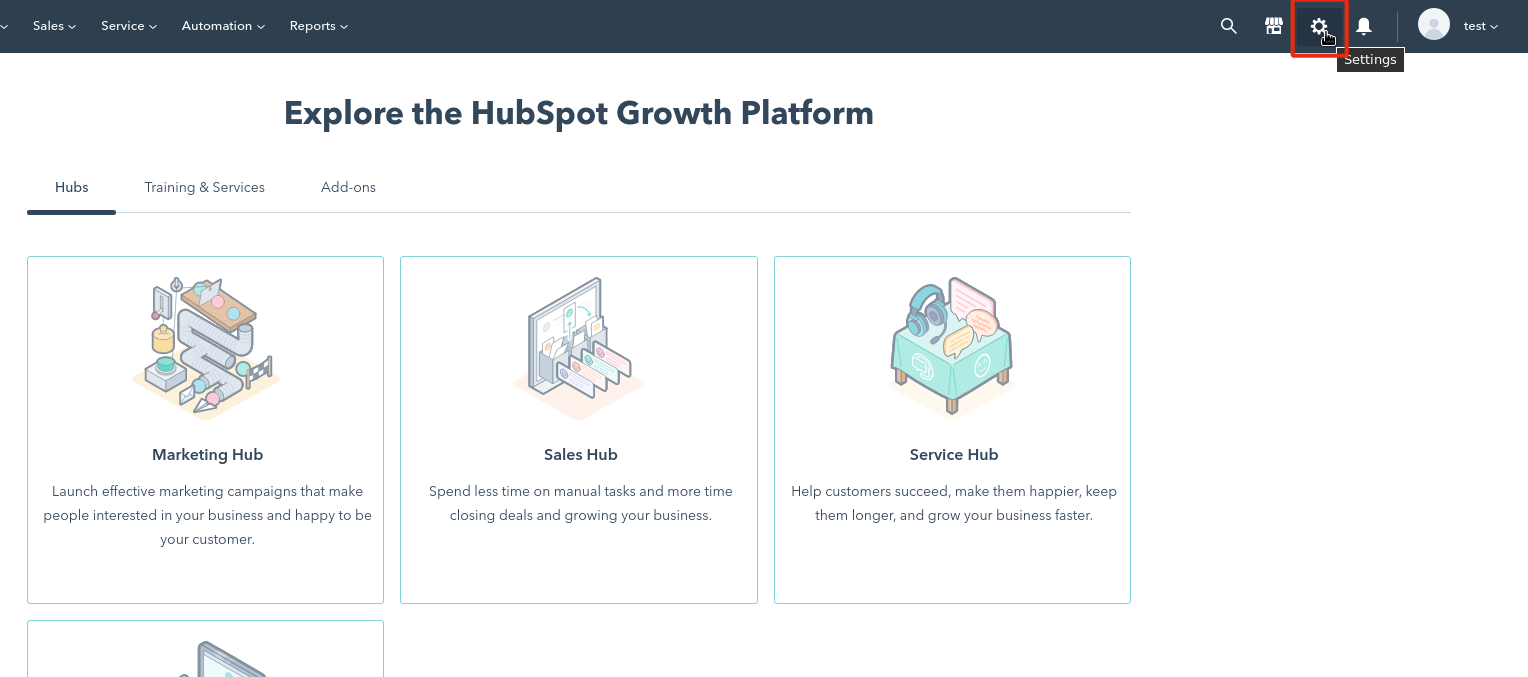 Sales Service Automation Reports test
Settings
Explore the HubSpot Growth Platform
Hubs Training & Services Add-ons
Marketing Hub
Launch effective marketing campaigns that make
people interested in your business and happy to be
your customer.
Sales Hub
Spend less time on manual tasks and more time
closing deals and growing your business.
Service Hub
Help customers succeed, make them happier, keep
them longer, and grow your business faster.